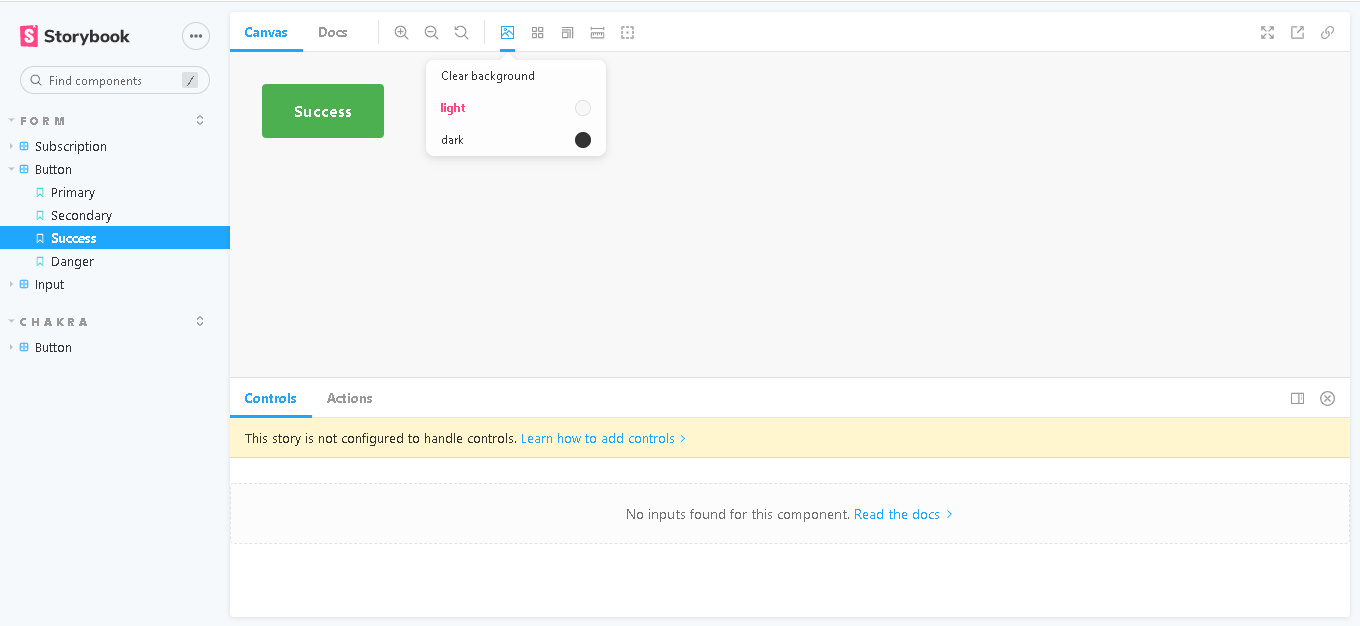 Storybook
Find components
/
FORM
Subscription
Button
Primary
Secondary
Success
Danger
Input
CHAKRA
Button
Canvas
Docs
Success
Clear background
light
dark
Controls
Actions
This story is not configured to handle controls. Learn how to add controls
No inputs found for this component. Read the docs